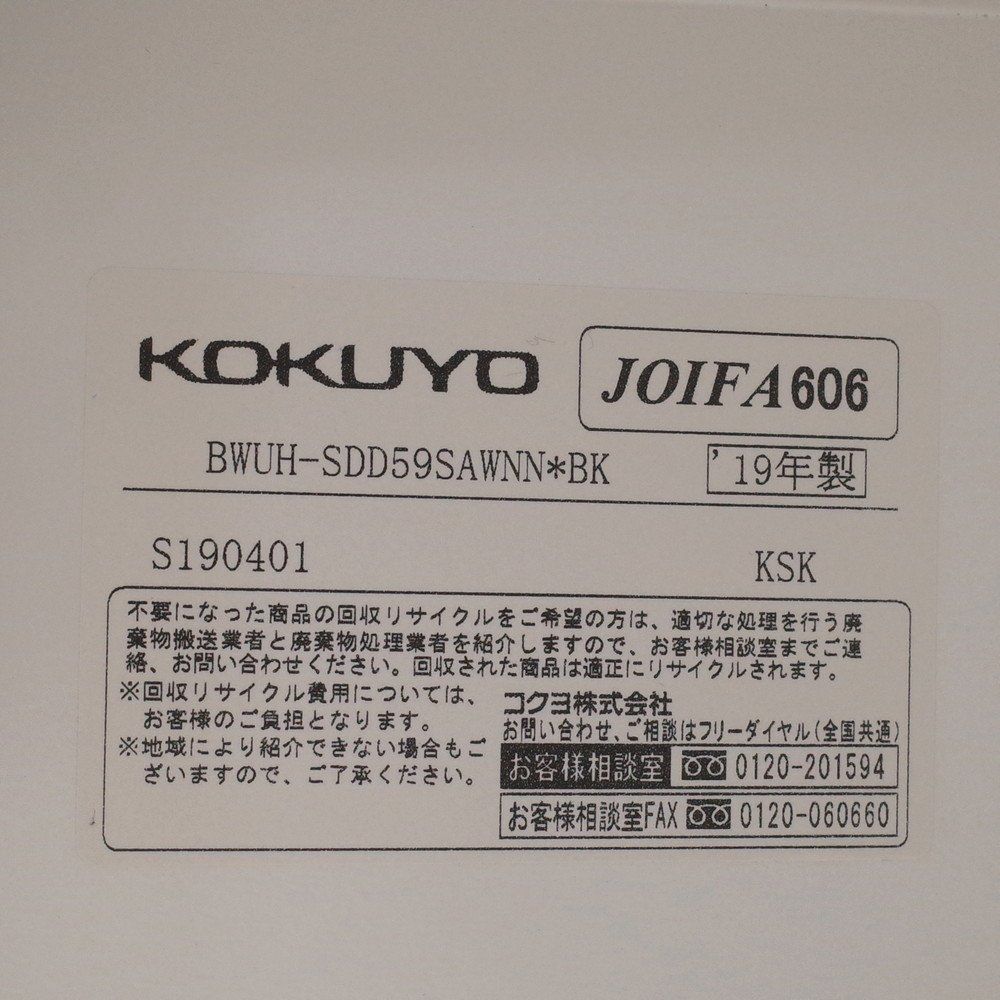 KOKUYO
JOIFA606
BWUH-SDD59SAWNN*BK
'19年製
S190401
KSK
不要になった商品の回収リサイクルをご希望の方は、適切な処理を行う廃
棄物搬送業者と廃棄物処理業者を紹介しますので、お客様相談室までご連
絡、お問い合わせください。回収された商品は適正にリサイクルされます。
※回収リサイクル費用については、
お客様のご負担となります。
※地域により紹介できない場合もご
ざいますので、ご了承ください。
コクヨ株式会社
お問い合わせ、ご相談はフリーダイヤル(全国共通)
お客様相談室 0120-201594
お客様相談室FAX 0120-060660